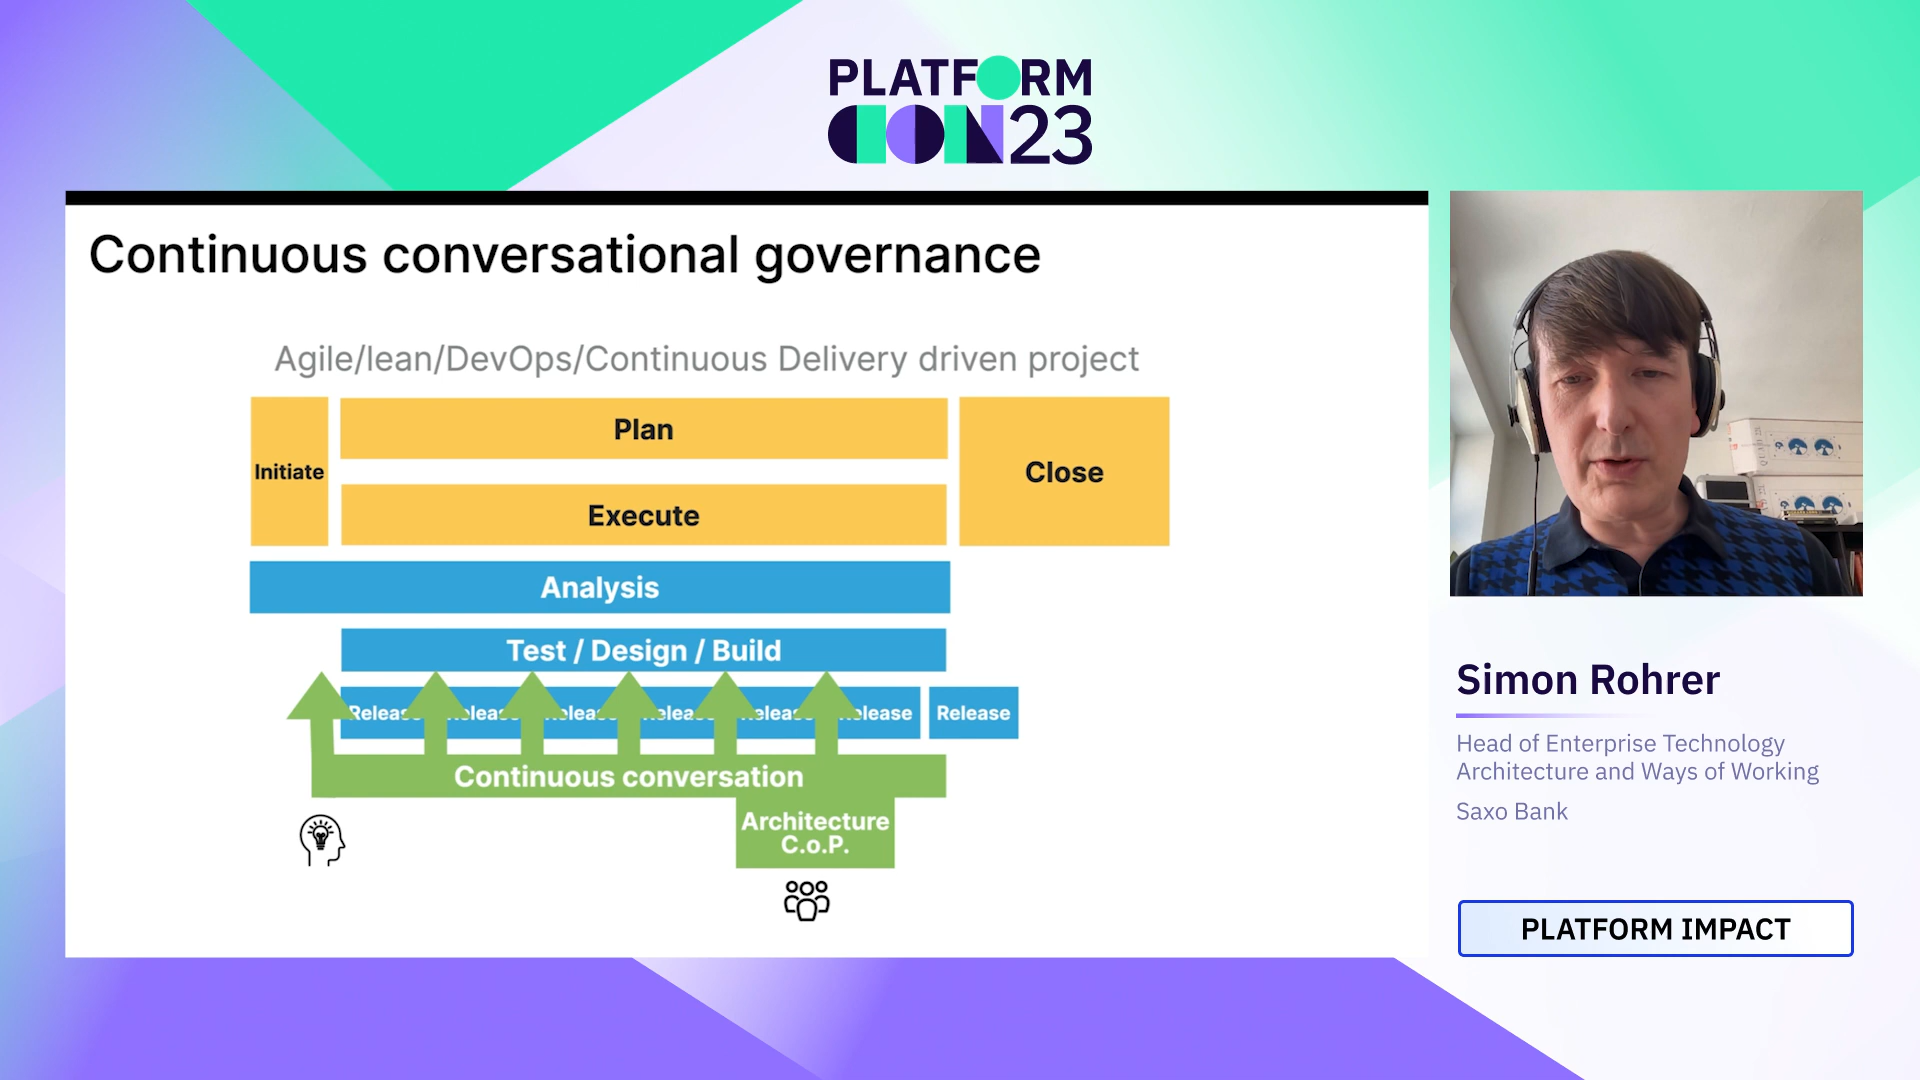 PLATFORM
CON23
Continuous conversational governance
Agile/lean/DevOps/Continuous Delivery driven project
Initiate
Plan
Execute
Close
Analysis
Test / Design / Build
Release
Continuous conversation
Architecture
C.o.P.
Simon Rohrer
Head of Enterprise Technology
Architecture and Ways of Working
Saxo Bank
PLATFORM IMPACT